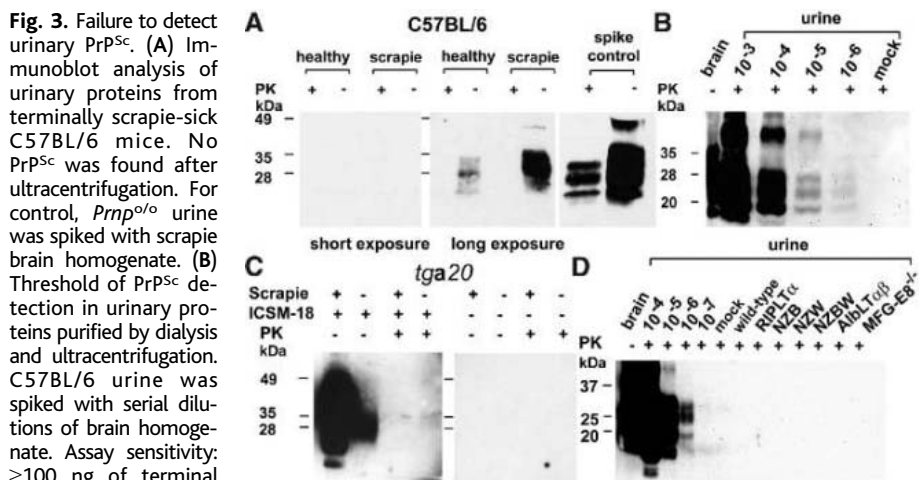 Fig. 3. Failure to detect
urinary PrPSc. (A) Im-
munoblot analysis of
urinary proteins from
terminally scrapie-sick
C57BL/6 mice. No
PrPSc was found after
ultracentrifugation. For
control, Prnpo/o urine
was spiked with scrapie
brain homogenate. (B)
Threshold of PrPSc de-
tection in urinary pro-
teins purified by dialysis
and ultracentrifugation.
C57BL/6 urine was
spiked with serial dilu-
tions of brain homoge-
nate. Assay sensitivity:
≥100 ng of terminal
A
C57BL/6
healthy scrapie healthy scrapie spike control
PK + - + - + - + - + -
kDa
49
35
28
short exposure long exposure
B
urine
brain 10-3 10-4 10-5 10-6 mock
PK - + + + + +
kDa
35
28
20
C
tga20
Scrapie + - + - + - + -
ICSM-18 + + + + - - - -
PK - - + + - - + +
kDa
49
35
28
D
urine
brain 10-4 10-5 10-6 10-7 mock wild-type RIPLTα NZB NZW NZBW AlbLTαβ MFG-E8-/-
PK - + + + + + + + + + + + +
kDa
37
25
20